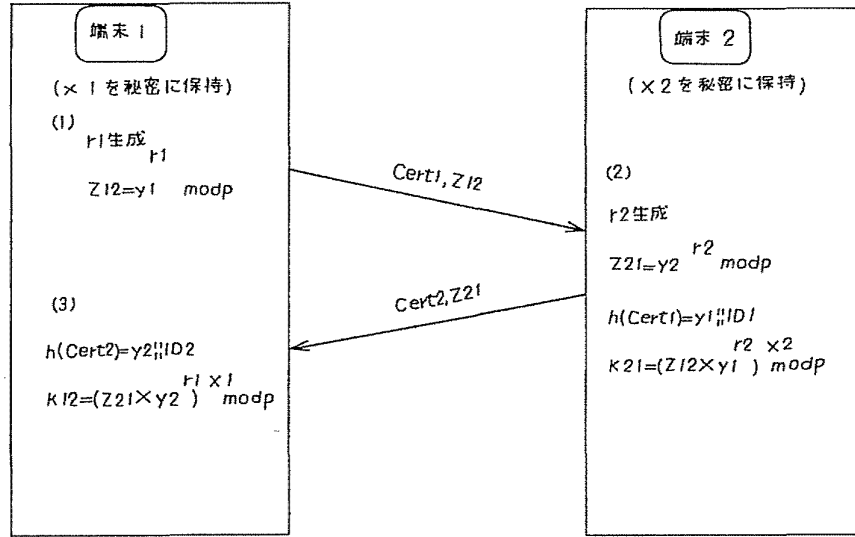 端末 1
(x1を秘密に保持)
(1)
r1生成
r1
Z12=y1 modp
Cert1, Z12
(3)
h(Cert2)=y2¦¦ID2
r1 x1
K12=(Z21×y2 ) modp
Cert2, Z21
端末 2
(x2を秘密に保持)
(2)
r2生成
r2
Z21=y2 modp
h(Cert1)=y1¦¦ID1
r2 x2
K21=(Z12×y1 ) modp